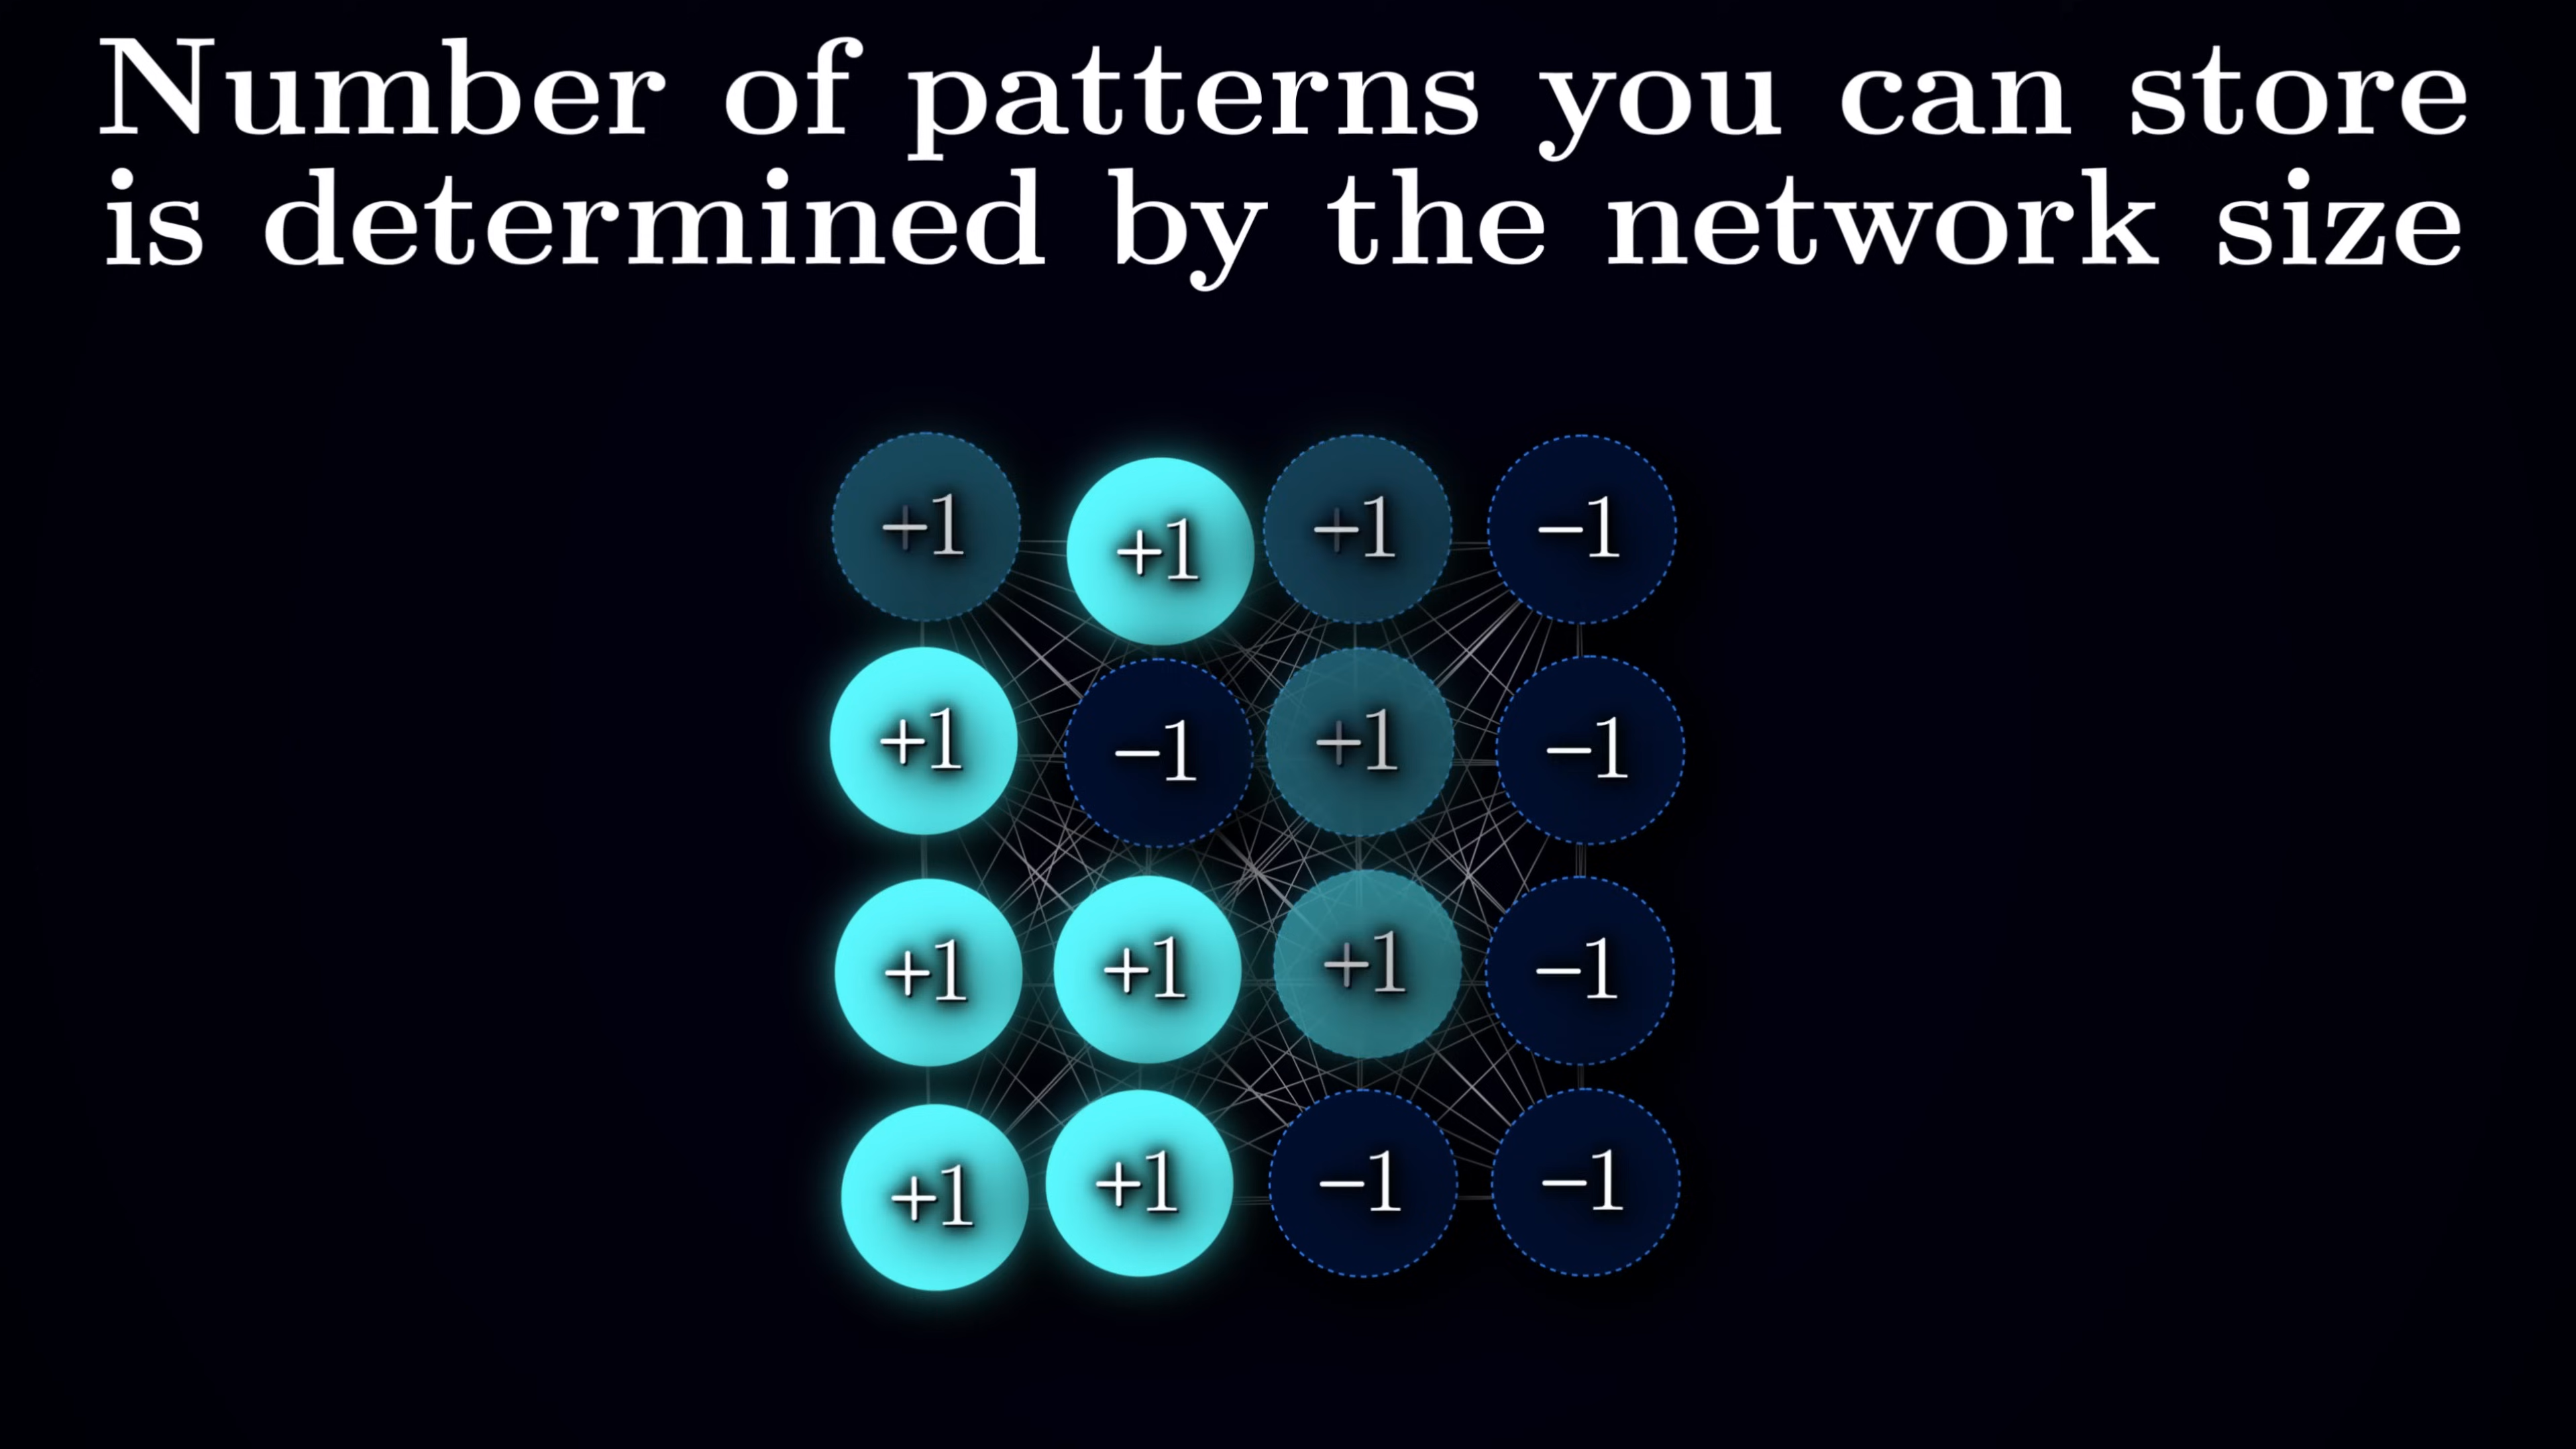 Number of patterns you can store
is determined by the network size
+1 +1 +1 −1
+1 −1 +1 −1
+1 +1 +1 −1
+1 +1 −1 −1